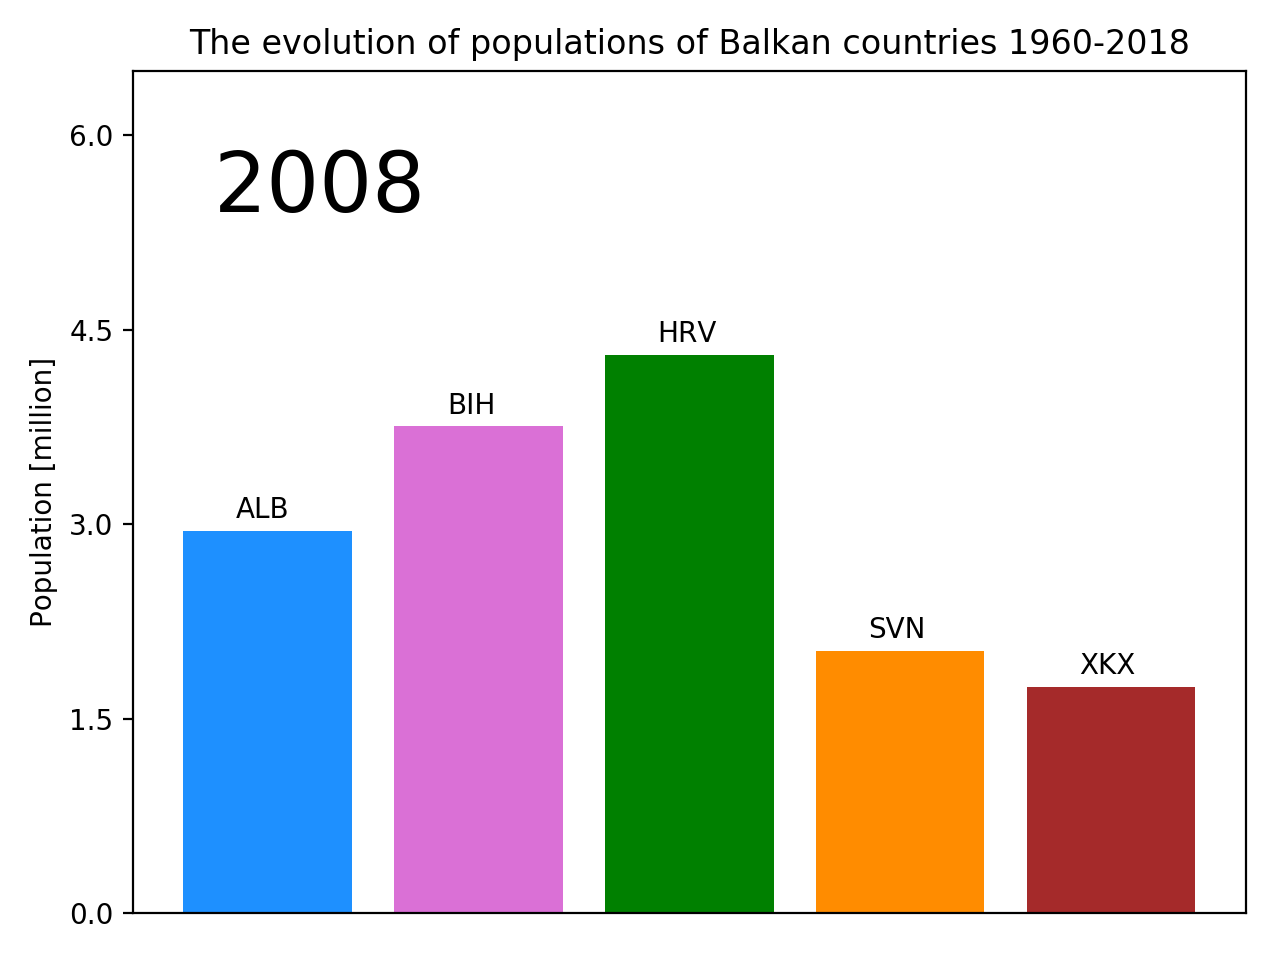 The evolution of populations of Balkan countries 1960-2018
6.0
2008
4.5
HRV
BIH
Population [million]
ALB
3.0
SVN
XKX
1.5
0.0